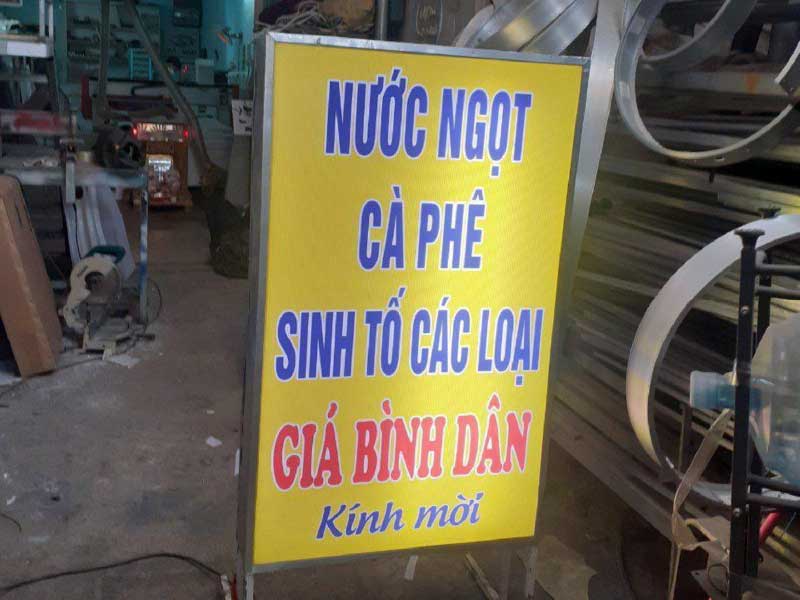 NƯỚC NGỌT
CÀ PHÊ
SINH TỐ CÁC LOẠI
GIÁ BÌNH DÂN
Kính mời